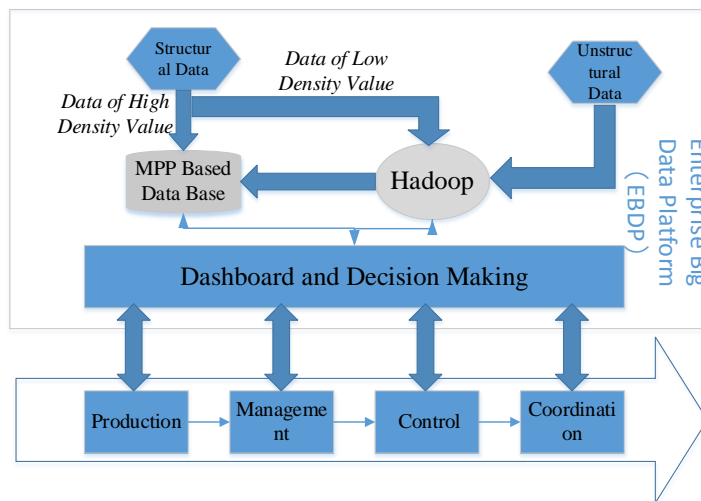 Structur
al Data
Data of Low
Density Value
Unstruc
tural
Data
Data of High
Density Value
MPP Based
Data Base
Hadoop
Enterprise Big
Data Platform
(EBDP)
Dashboard and Decision Making
Production
Manageme
nt
Control
Coordinati
on